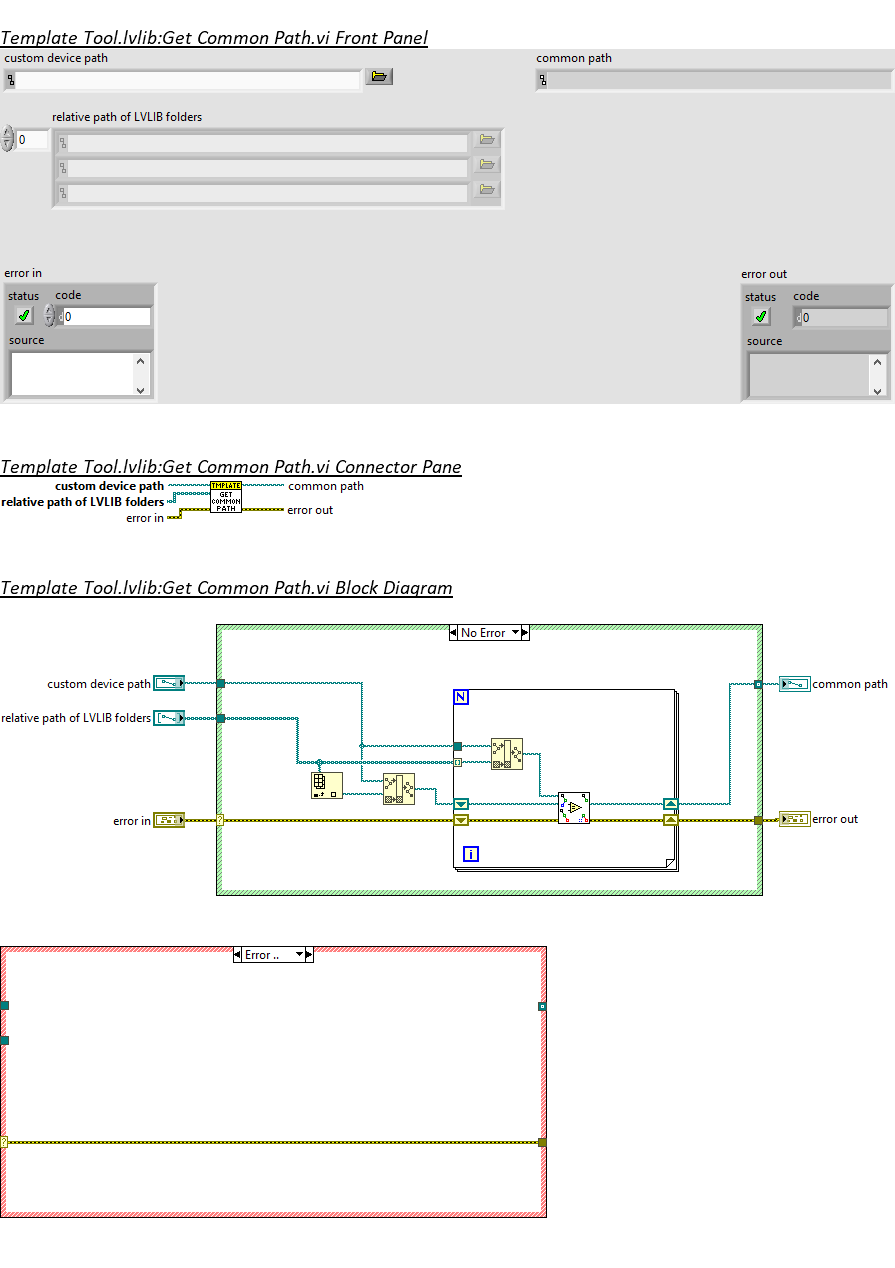 Template Tool.lvlib:Get Common Path.vi Front Panel
custom device path
common path
relative path of LVLIB folders
0
error in
status
code
0
source
error out
status
code
0
source
Template Tool.lvlib:Get Common Path.vi Connector Pane
custom device path
relative path of LVLIB folders
error in
TMPLATE
GET
COMMON
PATH
common path
error out
Template Tool.lvlib:Get Common Path.vi Block Diagram
No Error
custom device path
relative path of LVLIB folders
error in
N
i
?
common path
error out
Error ..
?